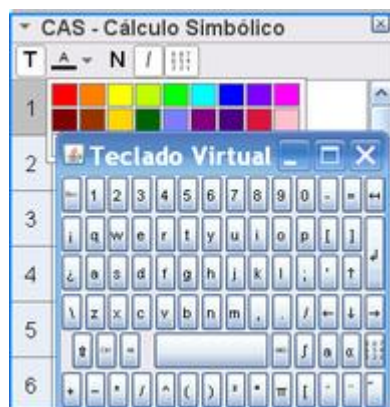 CAS - Cálculo Simbólico
T A N I
1
2
Teclado Virtual
1 2 3 4 5 6 7 8 9 0 - =
3
¡ q w e r t y u i o p [ ]
4
¿ a s d f g h j k l ; ' ↑
5
\ z x c v b n m , . / ← ↓ →
∫ a α
6
+ - * / ^ ( ) π